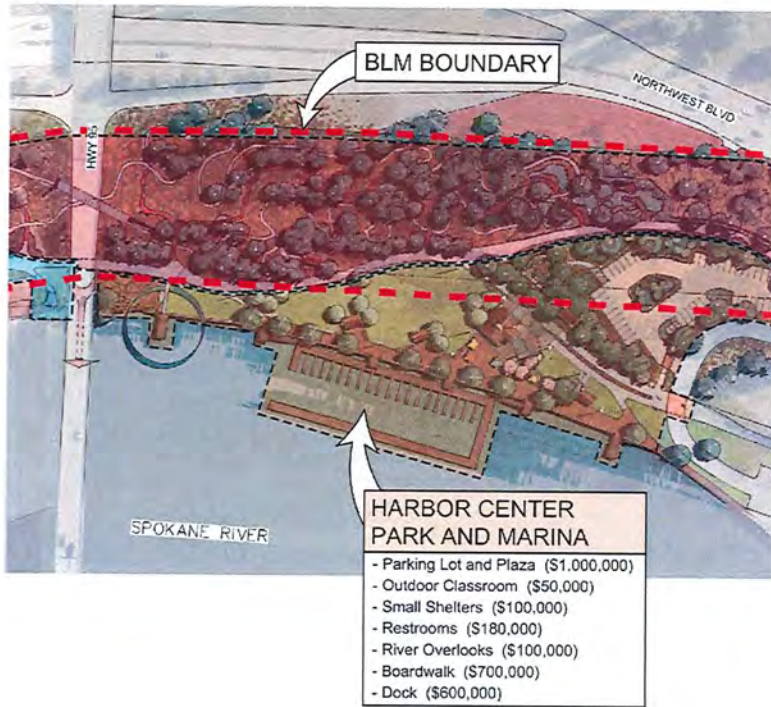 BLM BOUNDARY
NORTHWEST BLVD
HWY 95
SPOKANE RIVER
HARBOR CENTER
PARK AND MARINA
- Parking Lot and Plaza ($1.000,000)
- Outdoor Classroom ($50,000)
- Small Shelters ($100,000)
- Restrooms ($180,000)
- River Overlooks ($100,000)
- Boardwalk ($700,000)
- Dock ($600,000)